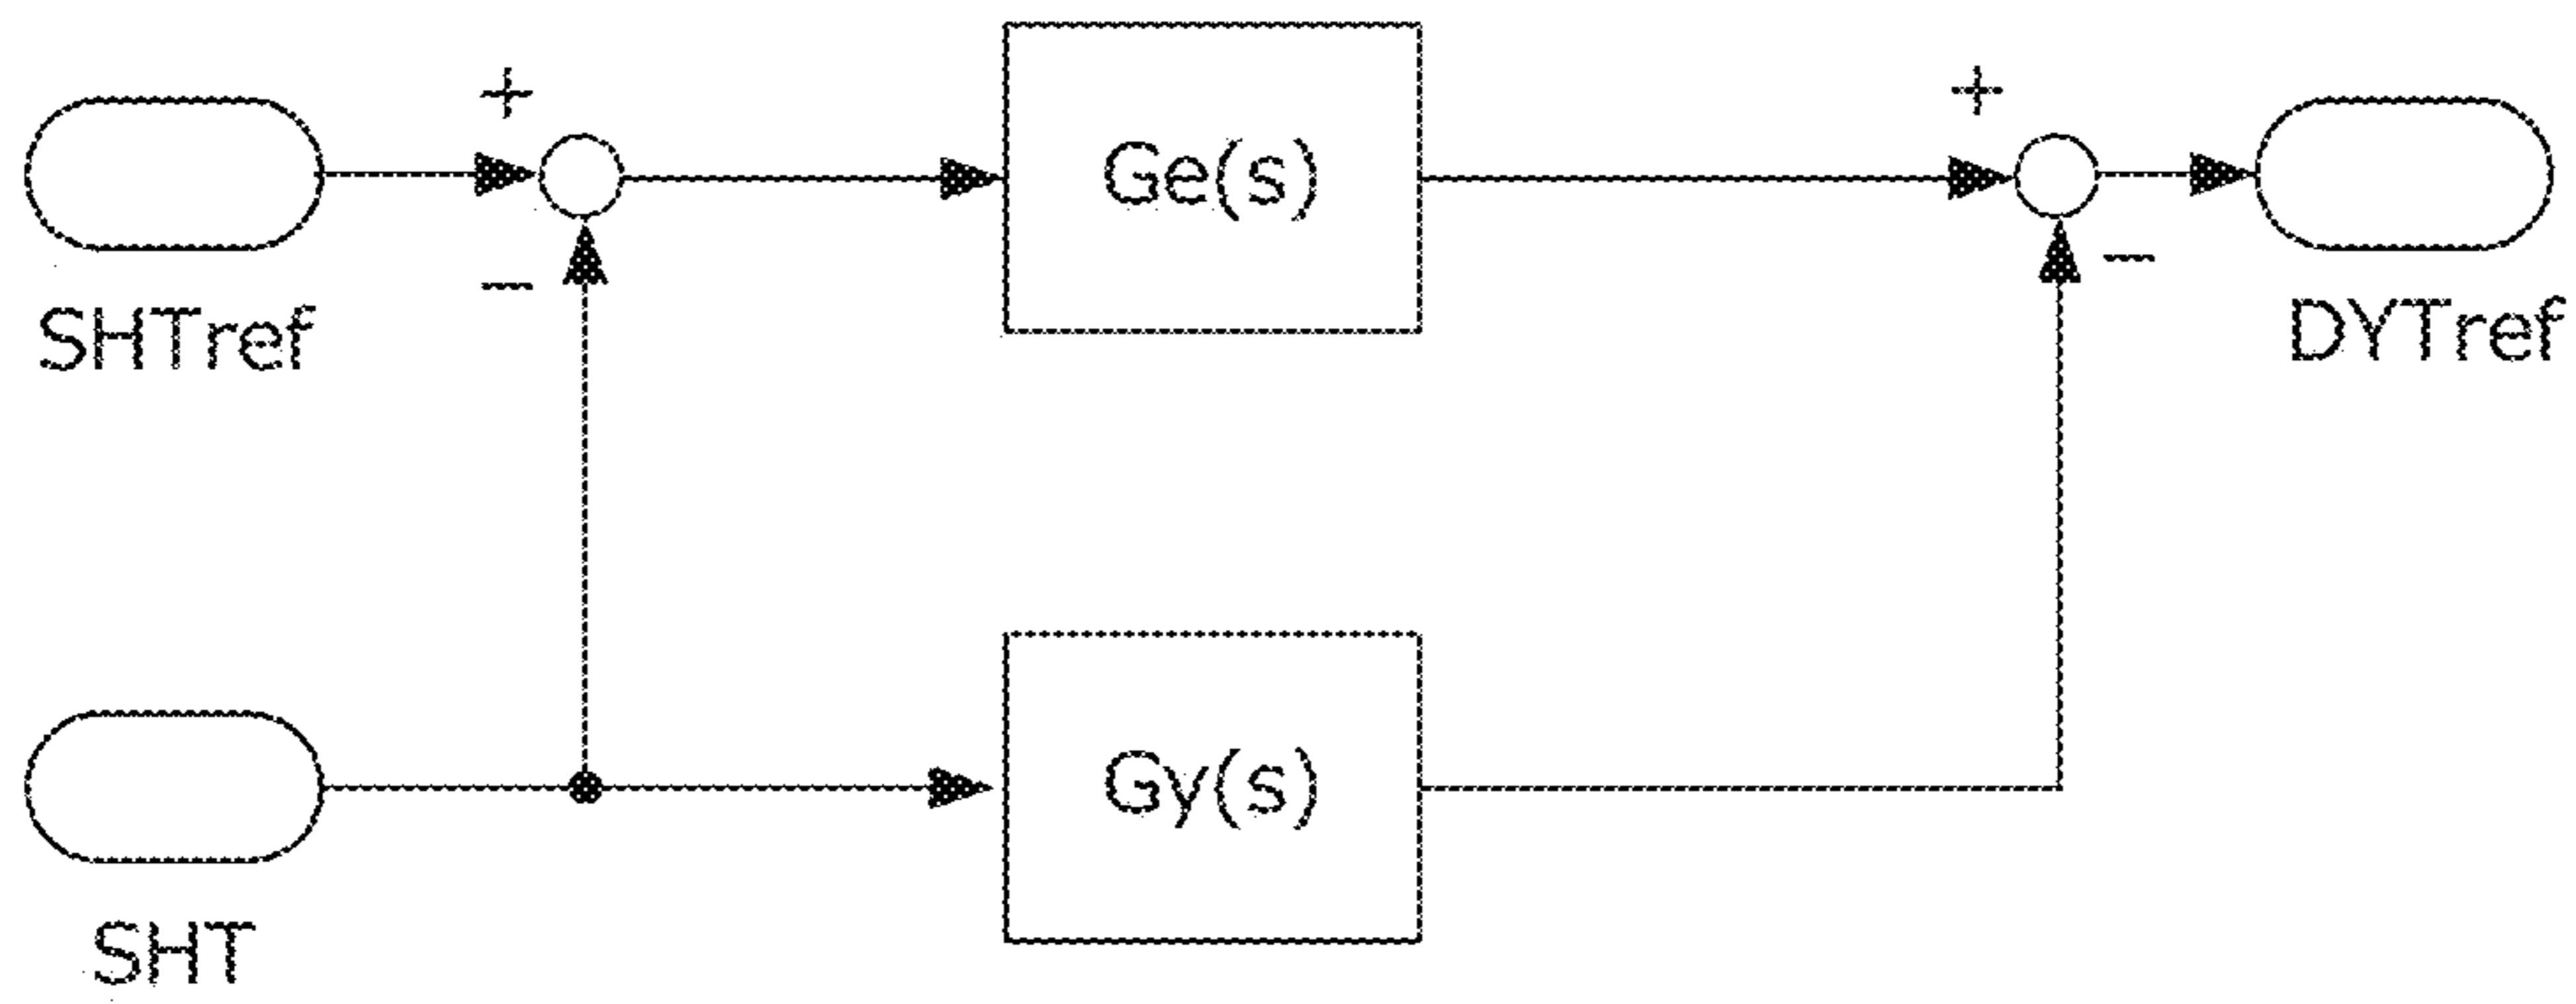 +
+
Ge(s)
−
−
SHTref
DYTref
Gy(s)
SHT